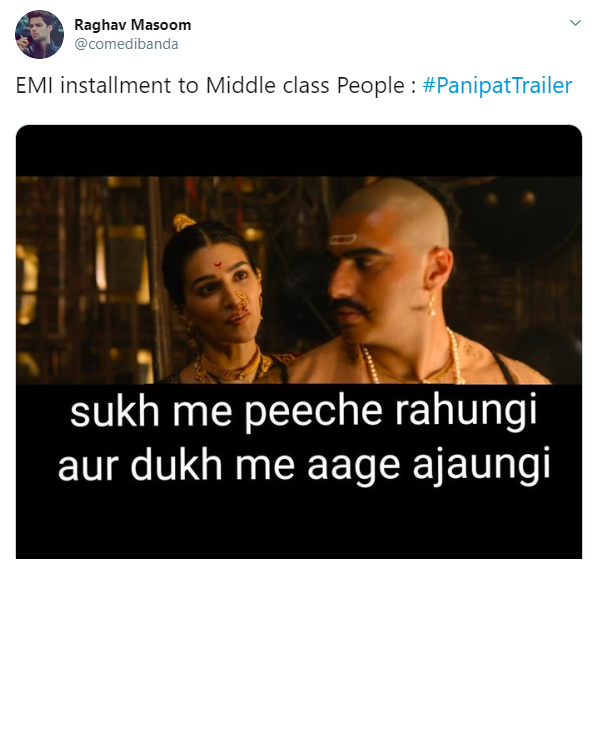 Raghav Masoom
@comedibanda
EMI installment to Middle class People : #PanipatTrailer
sukh me peeche rahungi
aur dukh me aage ajaungi